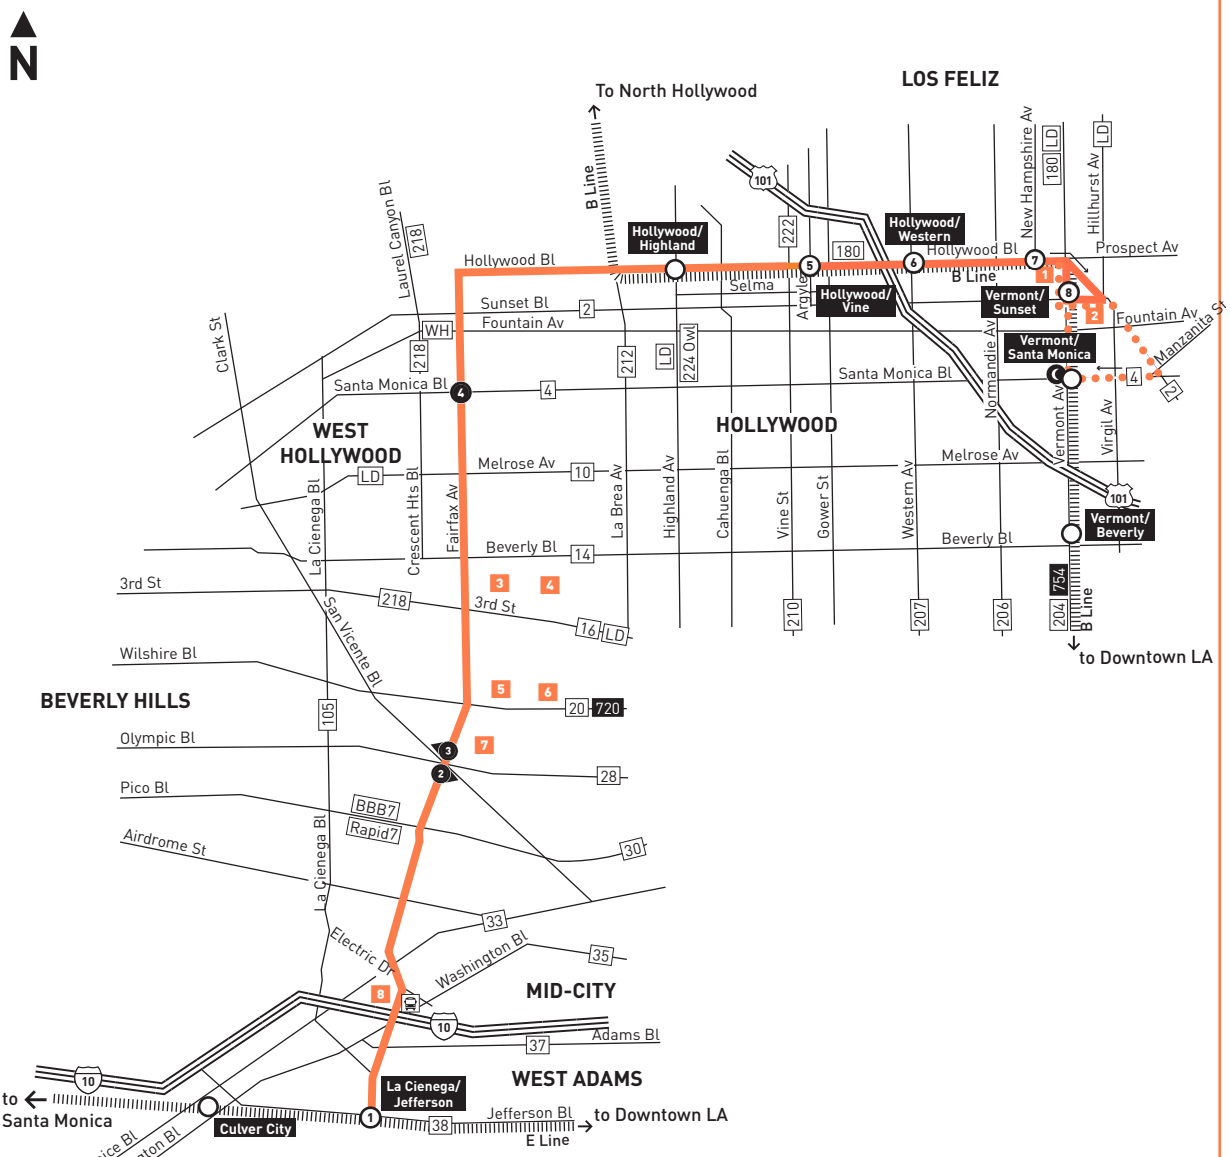 N
LOS FELIZ
To North Hollywood
B Line
101
222
New Hampshire Av
180 LD
LD
Hillhurst Av
Laurel Canyon Bl
218
Hollywood/
Highland
Hollywood/
Western
180
Hollywood Bl
Hollywood Bl
Prospect Av
5
6
7
1
B Line
Selma
Argyle
Hollywood/
Vine
Vermont/
Sunset
8
2
Sunset Bl
2
Fountain Av
WH
Fountain Av
Manzanita St
Clark St
218
212
LD
224 Owl
Normandie Av
Vermont/
Santa Monica
Santa Monica Bl
4
4
Santa Monica Bl
4
2
WEST
HOLLYWOOD
HOLLYWOOD
Vermont Av
Virgil Av
LD
Melrose Av
10
Melrose Av
La Cienega Bl
Crescent Hts Bl
Fairfax Av
La Brea Av
Highland Av
Cahuenga Bl
Vine St
Gower St
Western Av
101
Vermont/
Beverly
Beverly Bl
14
Beverly Bl
3rd St
218
3
4
3rd St
16
LD
San Vicente Bl
210
207
206
204
754
B Line
to Downtown LA
Wilshire Bl
BEVERLY HILLS
5
6
20
720
105
Olympic Bl
3
7
2
28
Pico Bl
BBB7
Rapid7
30
Airdrome St
La Cienega Bl
33
Electric Dr
Washington Bl
35
8
MID-CITY
10
Adams Bl
37
10
WEST ADAMS
La Cienega/
Jefferson
to
Santa Monica
Culver City
1
38
Jefferson Bl
E Line
to Downtown LA
ice Bl
gton Bl